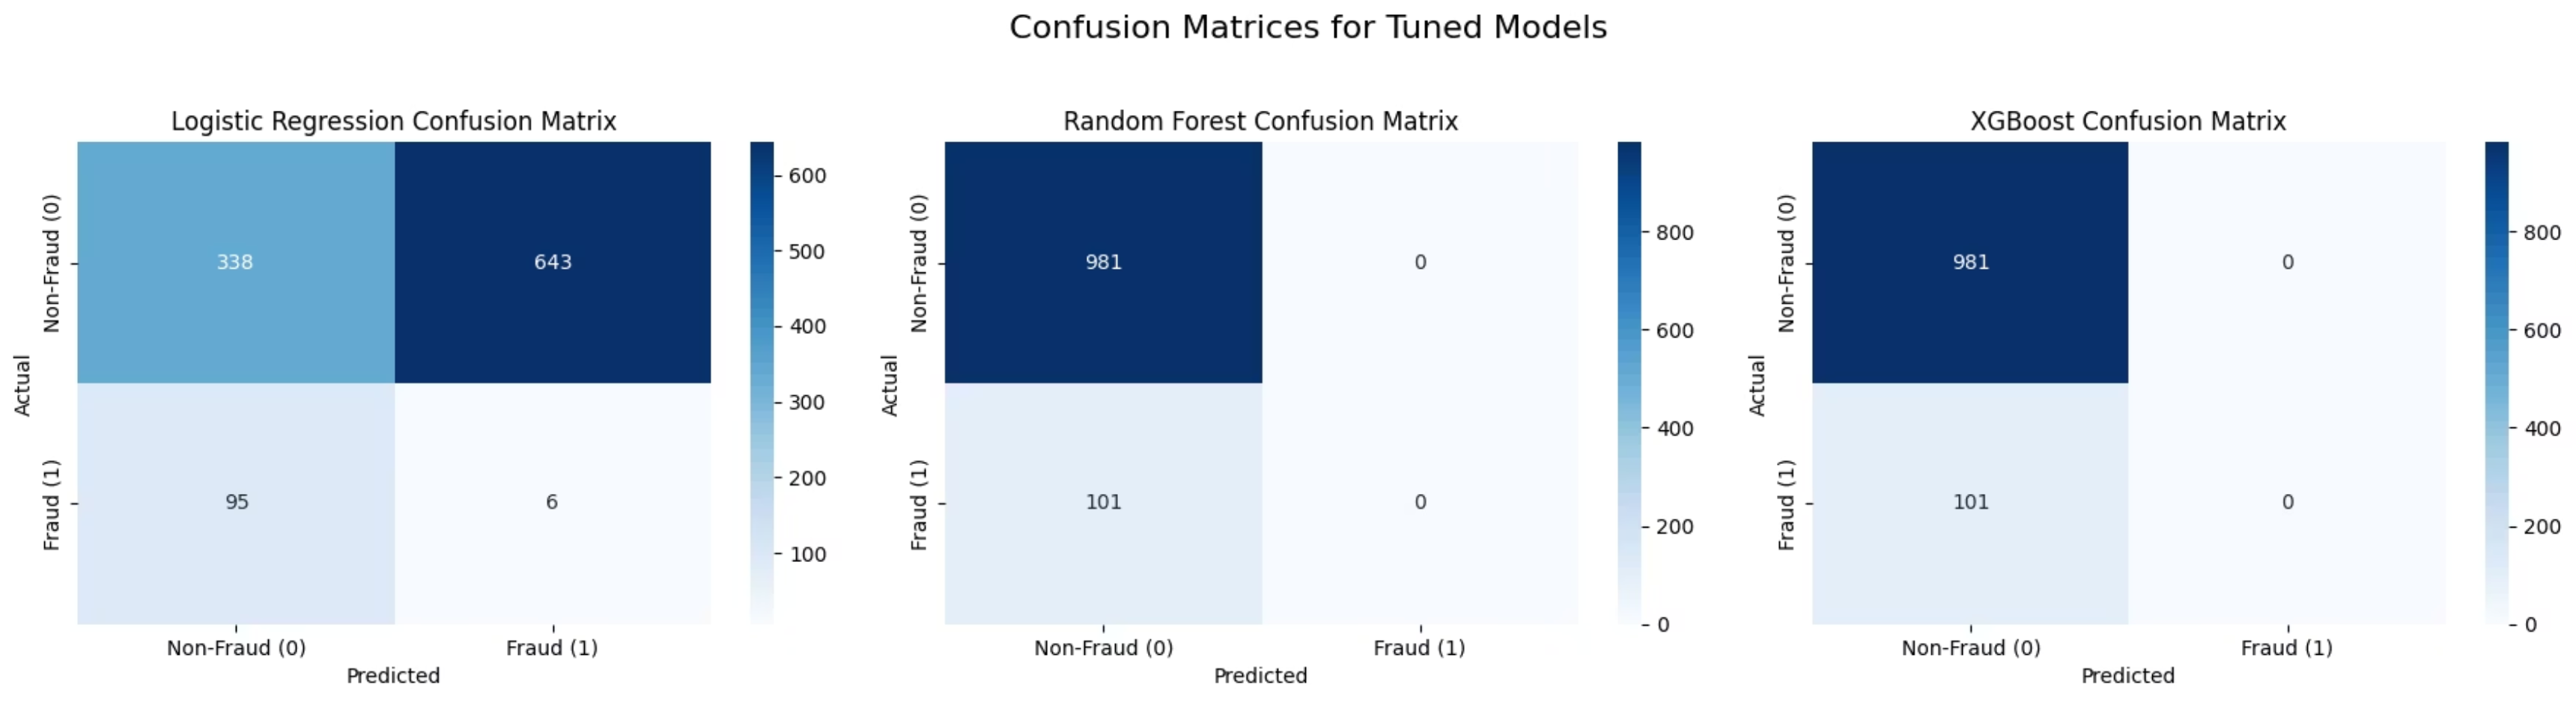 Confusion Matrices for Tuned Models
Logistic Regression Confusion Matrix
Non-Fraud (0)
Fraud (1)
Actual
338
643
95
6
Non-Fraud (0)
Fraud (1)
Predicted
600
500
400
300
200
100
Random Forest Confusion Matrix
Non-Fraud (0)
Fraud (1)
Actual
981
0
101
0
Non-Fraud (0)
Fraud (1)
Predicted
800
600
400
200
0
XGBoost Confusion Matrix
Non-Fraud (0)
Fraud (1)
Actual
981
0
101
0
Non-Fraud (0)
Fraud (1)
Predicted
800
600
400
200
0